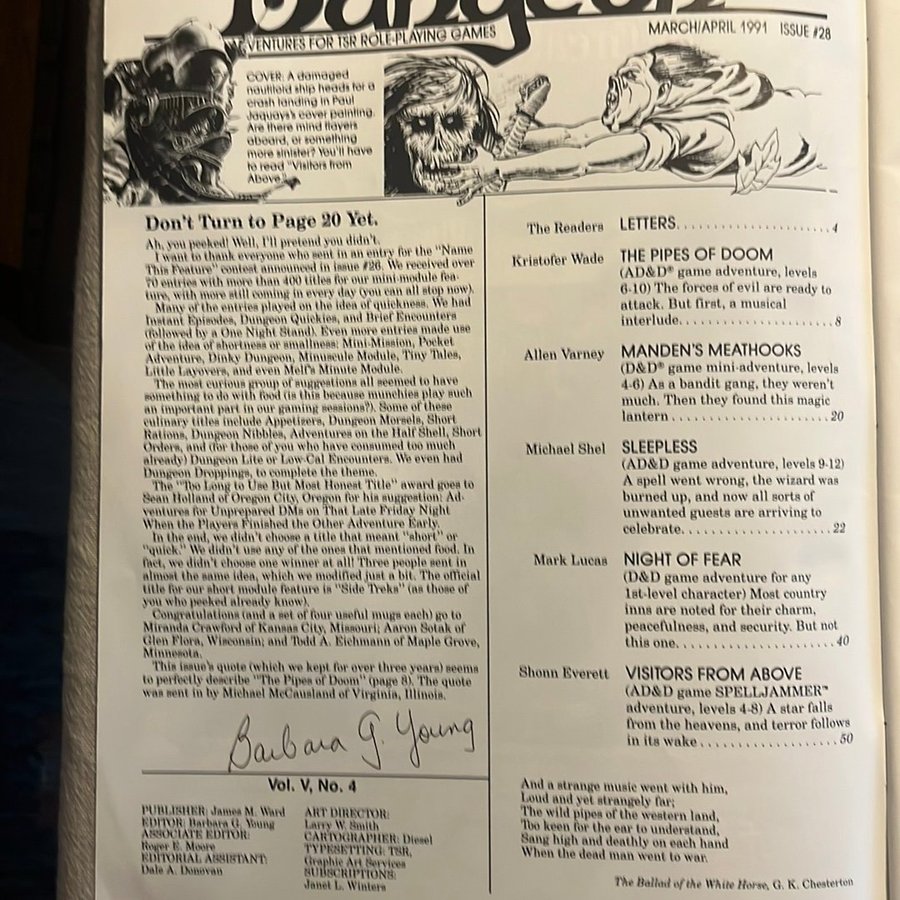 Dungeon
ADVENTURES FOR TSR ROLE-PLAYING GAMES
MARCH/APRIL 1991 ISSUE #28
COVER: A damaged
nautiloid ship heads for a
crash landing in Paul
Jaquays's cover painting.
Are there mind flayers
aboard, or something
more sinister? You'll have
to read "Visitors from
Above."
Don't Turn to Page 20 Yet.
Ah, you peeked! Well, I'll pretend you didn't.
I want to thank everyone who sent in an entry for the "Name
This Feature" contest announced in issue #26. We received over
70 entries with more than 400 titles for our mini-module fea-
ture, with more still coming in every day (you can all stop now).
Many of the entries played on the idea of quickness. We had
Instant Episodes, Dungeon Quickies, and Brief Encounters
(followed by a One Night Stand). Even more entries made use
of the idea of shortness or smallness: Mini-Mission, Pocket
Adventure, Dinky Dungeon, Minuscule Module, Tiny Tales,
Little Layovers, and even Melf's Minute Module.
The most curious group of suggestions all seemed to have
something to do with food (is this because munchies play such
an important part in our gaming sessions?). Some of these
culinary titles include Appetizers, Dungeon Morsels, Short
Rations, Dungeon Nibbles, Adventures on the Half Shell, Short
Orders, and (for those of you who have consumed too much
already) Dungeon Lite or Low-Cal Encounters. We even had
Dungeon Droppings, to complete the theme.
The "Too Long to Use But Most Honest Title" award goes to
Sean Holland of Oregon City, Oregon for his suggestion: Ad-
ventures for Unprepared DMs on That Late Friday Night
When the Players Finished the Other Adventure Early.
In the end, we didn't choose a title that meant "short" or
"quick." We didn't use any of the ones that mentioned food. In
fact, we didn't choose one winner at all! Three people sent in
almost the same idea, which we modified just a bit. The official
title for our short module feature is "Side Treks" (as those of
you who peeked already know).
Congratulations (and a set of four useful mugs each) go to
Miranda Crawford of Kansas City, Missouri; Aaron Sotak of
Glen Flora, Wisconsin; and Todd A. Eichmann of Maple Grove,
Minnesota.
This issue's quote (which we kept for over three years) seems
to perfectly describe "The Pipes of Doom" (page 8). The quote
was sent in by Michael McCausland of Virginia, Illinois.
Barbara G. Young
Vol. V, No. 4
PUBLISHER: James M. Ward
EDITOR: Barbara G. Young
ASSOCIATE EDITOR:
Roger E. Moore
EDITORIAL ASSISTANT:
Dale A. Donovan
ART DIRECTOR:
Larry W. Smith
CARTOGRAPHER: Diesel
TYPESETTING: TSR,
Graphic Art Services
SUBSCRIPTIONS:
Janet L. Winters
The Readers LETTERS......................4
Kristofer Wade THE PIPES OF DOOM
(AD&D® game adventure, levels
6-10) The forces of evil are ready to
attack. But first, a musical
interlude......................8
Allen Varney MANDEN'S MEATHOOKS
(D&D® game mini-adventure, levels
4-6) As a bandit gang, they weren't
much. Then they found this magic
lantern......................20
Michael Shel SLEEPLESS
(AD&D game adventure, levels 9-12)
A spell went wrong, the wizard was
burned up, and now all sorts of
unwanted guests are arriving to
celebrate......................22
Mark Lucas NIGHT OF FEAR
(D&D game adventure for any
1st-level character) Most country
inns are noted for their charm,
peacefulness, and security. But not
this one......................40
Shonn Everett VISITORS FROM ABOVE
(AD&D game SPELLJAMMER™
adventure, levels 4-8) A star falls
from the heavens, and terror follows
in its wake......................50
And a strange music went with him,
Loud and yet strangely far;
The wild pipes of the western land,
Too keen for the ear to understand,
Sang high and deathly on each hand
When the dead man went to war.
The Ballad of the White Horse, G. K. Chesterton